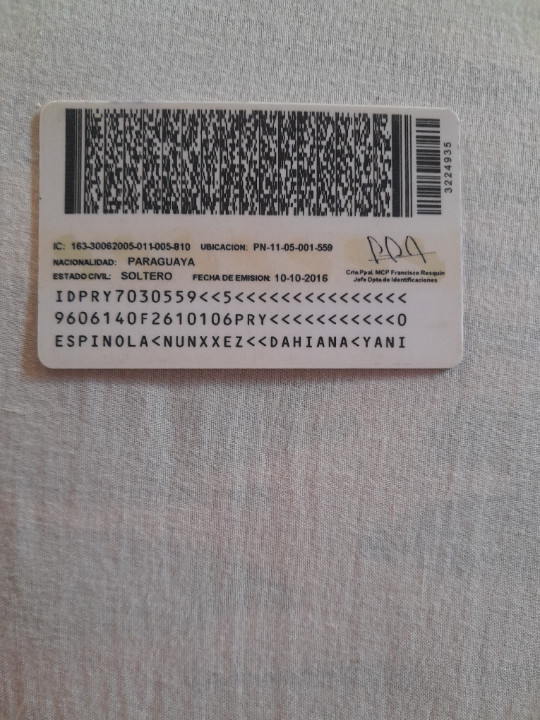 3224935
IC: 163-30062005-011-005-810 UBICACION: PN-11-05-001-559
NACIONALIDAD: PARAGUAYA
ESTADO CIVIL: SOLTERO FECHA DE EMISION: 10-10-2016
Crio Ppal. MCP Francisco Resquin
Jefe Dpto de Identificaciones
IDPRY7030559<<5<<<<<<<<<<<<<<<
9606140F2610106PRY<<<<<<<<<<<0
ESPINOLA<NUNXXEZ<<DAHIANA<YANI